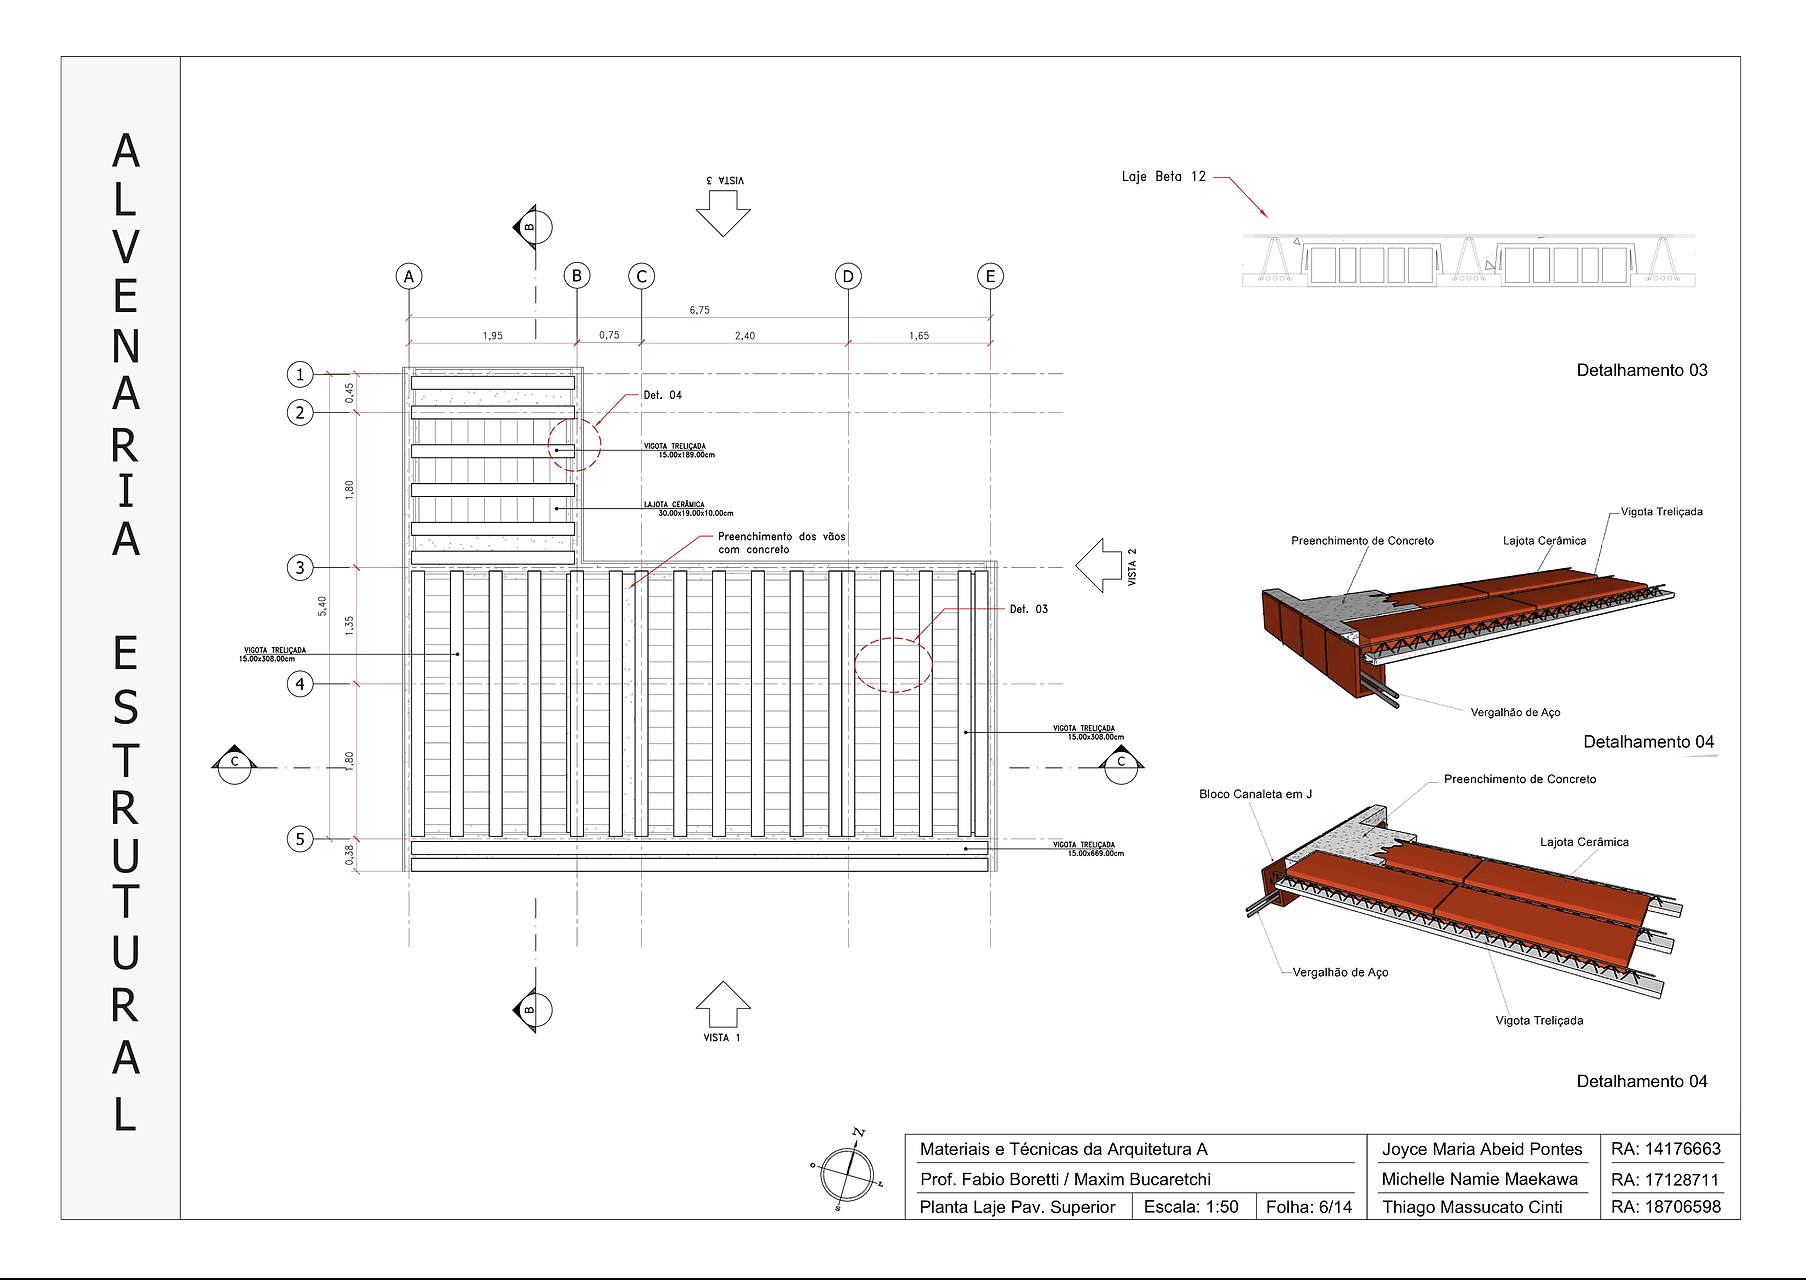 ALVENARIA ESTRUTURAL
VISTA 3
B
A
B
C
D
E
6,75
1,95
0,75
2,40
1,65
1
2
3
4
5
0,45
1,80
5,40
1,35
1,80
0,38
Det. 04
VIGOTA TRELIÇADA
15.00x189.00cm
LAJOTA CERÂMICA
30.00x19.00x10.00cm
Preenchimento dos vãos
com concreto
VISTA 2
Det. 03
VIGOTA TRELIÇADA
15.00x308.00cm
VIGOTA TRELIÇADA
15.00x308.00cm
C
C
VIGOTA TRELIÇADA
15.00x669.00cm
B
VISTA 1
Laje Beta 12
Detalhamento 03
Vigota Treliçada
Lajota Cerâmica
Preenchimento de Concreto
Vergalhão de Aço
Detalhamento 04
Preenchimento de Concreto
Bloco Canaleta em J
Lajota Cerâmica
Vergalhão de Aço
Vigota Treliçada
Detalhamento 04
N
O
L
S
Materiais e Técnicas da Arquitetura A
Prof. Fabio Boretti / Maxim Bucaretchi
Planta Laje Pav. Superior Escala: 1:50 Folha: 6/14
Joyce Maria Abeid Pontes RA: 14176663
Michelle Namie Maekawa RA: 17128711
Thiago Massucato Cinti RA: 18706598